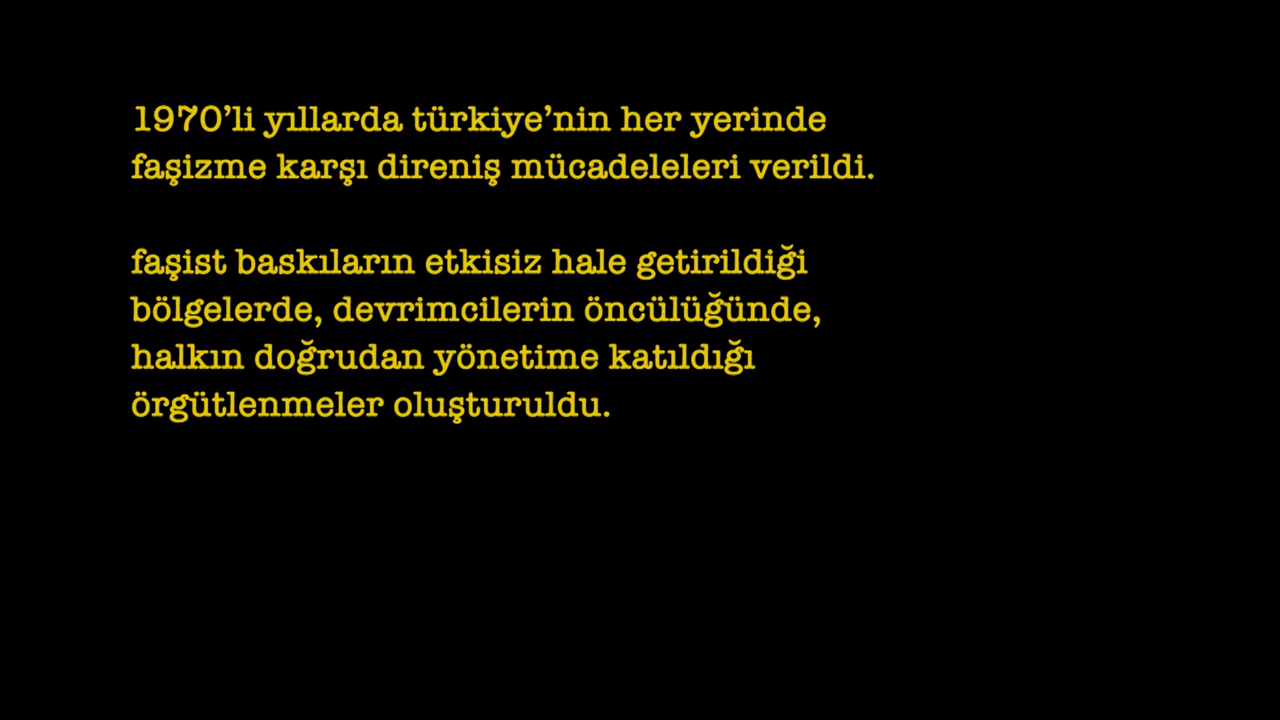 1970’li yıllarda türkiye’nin her yerinde
faşizme karşı direniş mücadeleleri verildi.
faşist baskıların etkisiz hale getirildiği
bölgelerde, devrimcilerin öncülüğünde,
halkın doğrudan yönetime katıldığı
örgütlenmeler oluşturuldu.